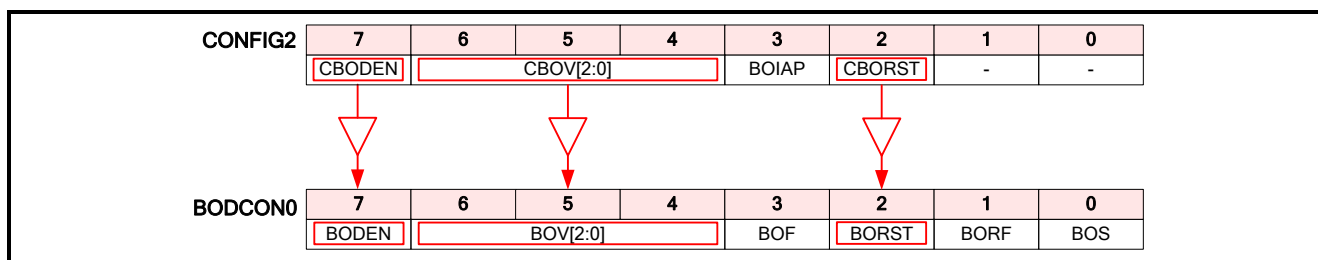 CONFIG2 7 6 5 4 3 2 1 0
CBODEN CBOV[2:0] BOIAP CBORST - -
BODCON0 7 6 5 4 3 2 1 0
BODEN BOV[2:0] BOF BORST BORF BOS